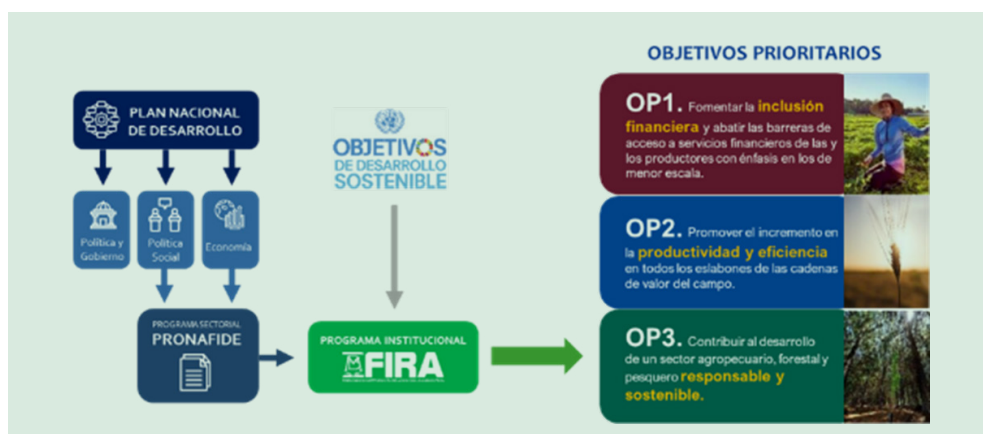 OBJETIVOS PRIORITARIOS
PLAN NACIONAL
DE DESARROLLO
Política y
Gobierno
Política
Social
Economía
PROGRAMA SECTORIAL
PRONAFIDE
OBJETIVOS
DE DESARROLLO
SOSTENIBLE
PROGRAMA INSTITUCIONAL
FIRA
OP1. Fomentar la inclusión
financiera y abatir las barreras de
acceso a servicios financieros de las y
los productores con énfasis en los de
menor escala.
OP2. Promover el incremento en
la productividad y eficiencia
en todos los eslabones de las cadenas
de valor del campo.
OP3. Contribuir al desarrollo
de un sector agropecuario, forestal y
pesquero responsable y
sostenible.